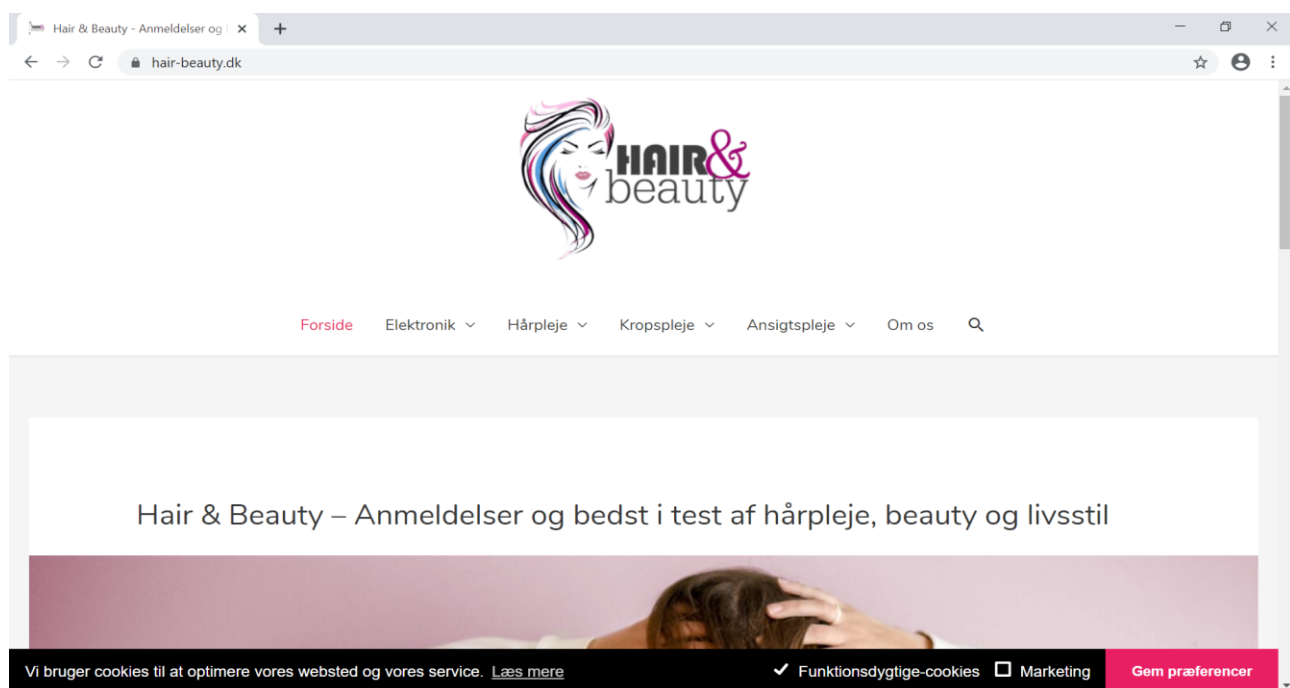 Hair & Beauty - Anmeldelser og
hair-beauty.dk
HAIR&
beauty
Forside Elektronik Hårpleje Kropspleje Ansigtspleje Om os
Hair & Beauty – Anmeldelser og bedst i test af hårpleje, beauty og livsstil
Vi bruger cookies til at optimere vores websted og vores service. Læs mere Funktionsdygtige-cookies Marketing Gem præferencer